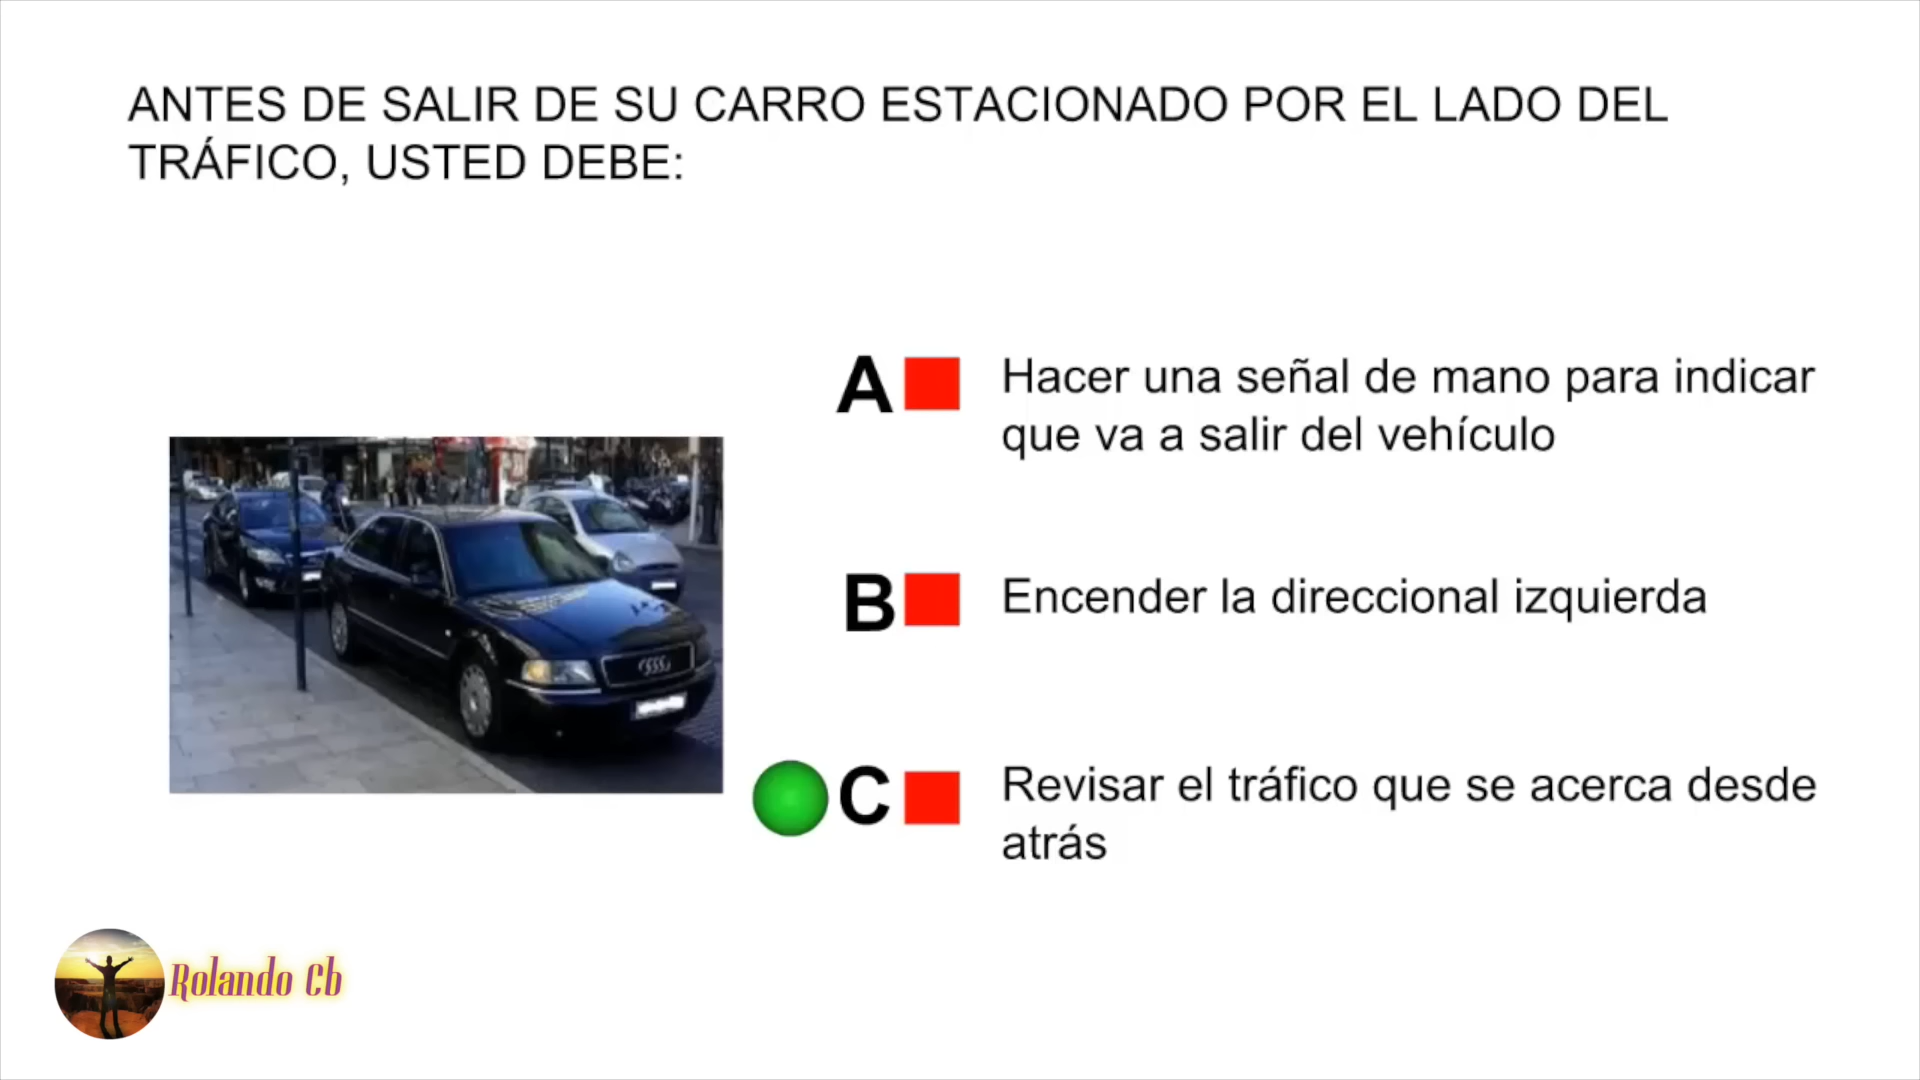 ANTES DE SALIR DE SU CARRO ESTACIONADO POR EL LADO DEL
TRÁFICO, USTED DEBE:
A Hacer una señal de mano para indicar
que va a salir del vehículo
B Encender la direccional izquierda
C Revisar el tráfico que se acerca desde
atrás
Rolando Cb